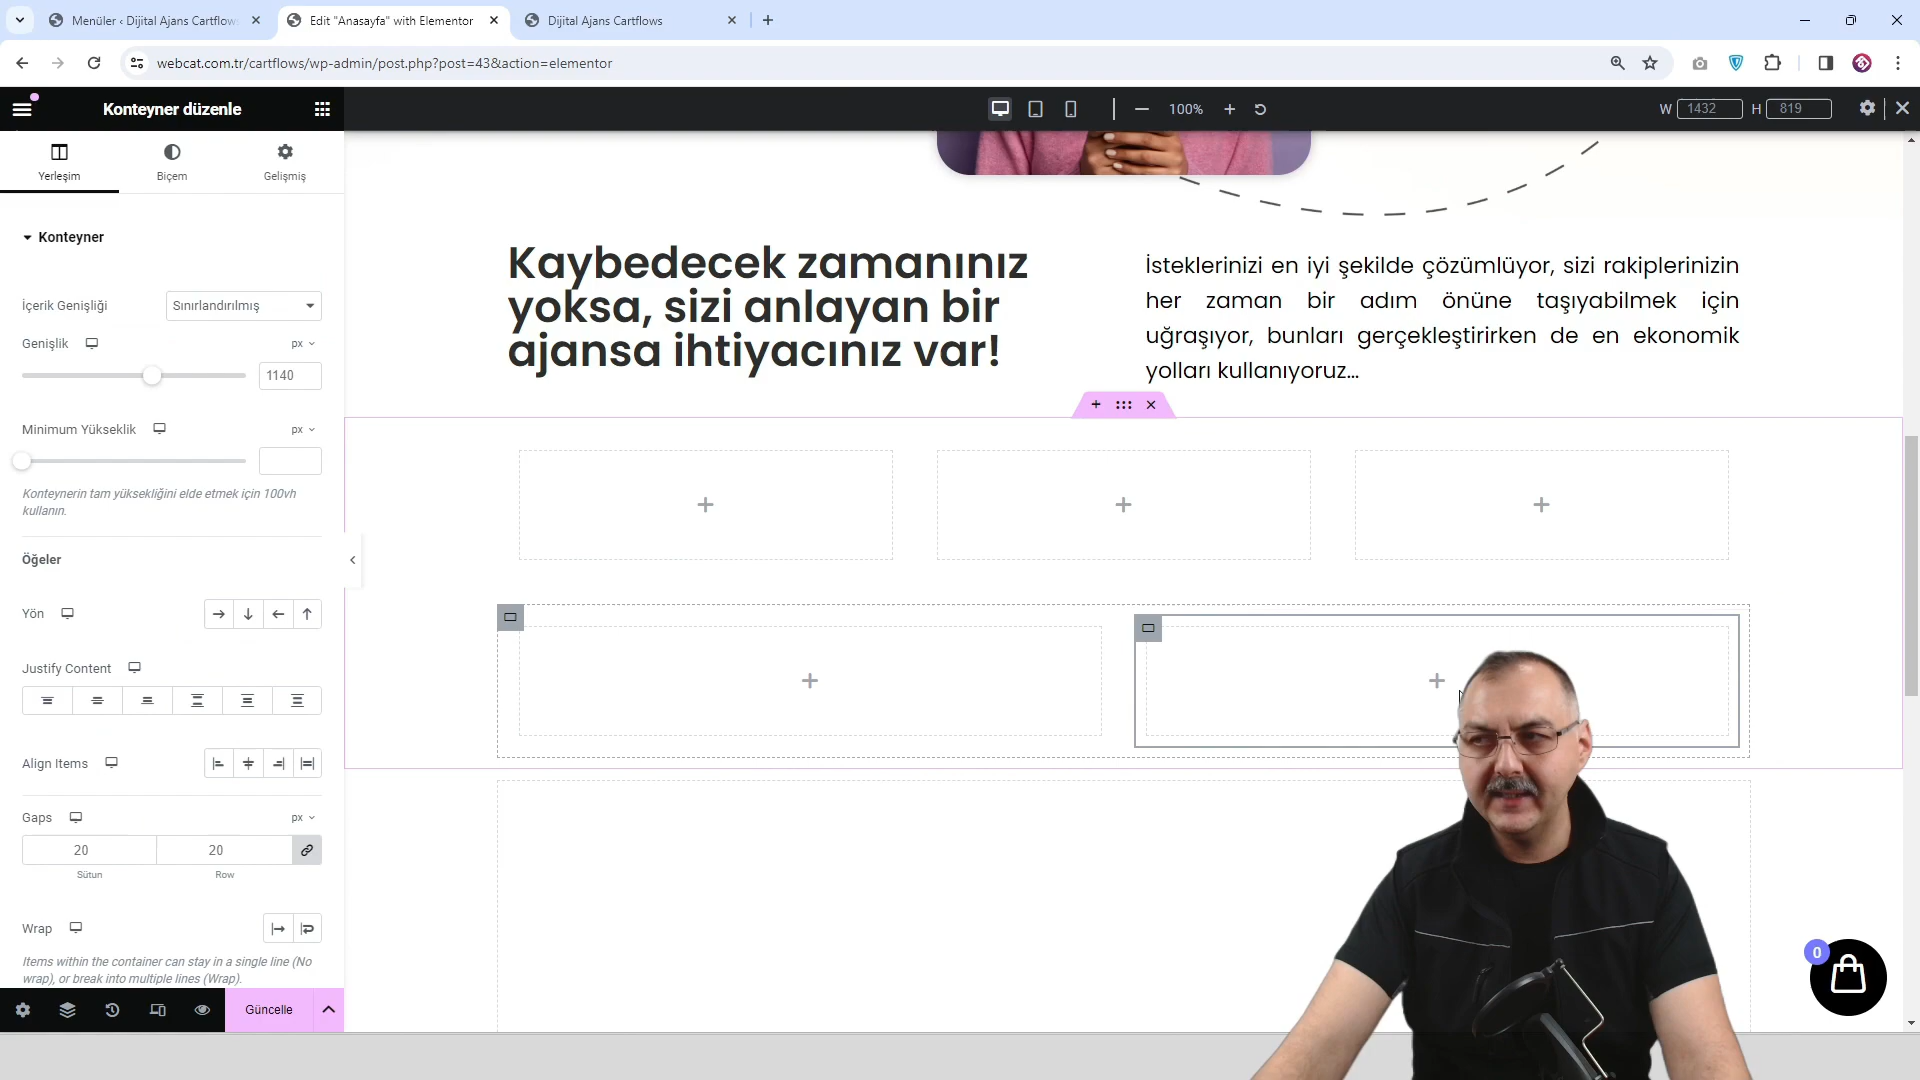 Menüler ‹ Dijital Ajans Cartflows
Edit "Anasayfa" with Elementor
Dijital Ajans Cartflows
webcat.com.tr/cartflows/wp-admin/post.php?post=43&action=elementor
Konteyner düzenle
100%
W 1432 H 819
Yerleşim
Biçem
Gelişmiş
Konteyner
İçerik Genişliği
Sınırlandırılmış
Genişlik
px
1140
Minimum Yükseklik
px
Konteynerin tam yüksekliğini elde etmek için 100vh
kullanın.
Öğeler
Yön
Justify Content
Align Items
Gaps
px
20
20
Sütun
Row
Wrap
Items within the container can stay in a single line (No
wrap), or break into multiple lines (Wrap).
Güncelle
Kaybedecek zamanınız
yoksa, sizi anlayan bir
ajansa ihtiyacınız var!
İsteklerinizi en iyi şekilde çözümlüyor, sizi rakiplerinizin
her zaman bir adım önüne taşıyabilmek için
uğraşıyor, bunları gerçekleştirirken de en ekonomik
yolları kullanıyoruz...
0